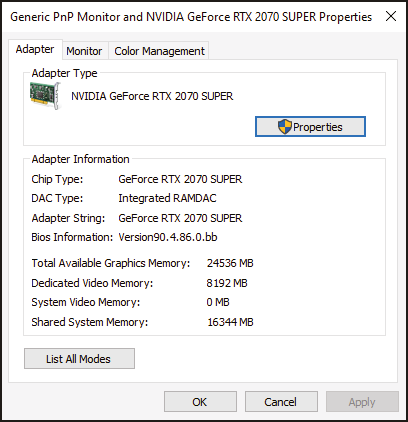 Generic PnP Monitor and NVIDIA GeForce RTX 2070 SUPER Properties
Adapter Monitor Color Management
Adapter Type
NVIDIA GeForce RTX 2070 SUPER
Properties
Adapter Information
Chip Type: GeForce RTX 2070 SUPER
DAC Type: Integrated RAMDAC
Adapter String: GeForce RTX 2070 SUPER
Bios Information: Version90.4.86.0.bb
Total Available Graphics Memory: 24536 MB
Dedicated Video Memory: 8192 MB
System Video Memory: 0 MB
Shared System Memory: 16344 MB
List All Modes
OK Cancel Apply